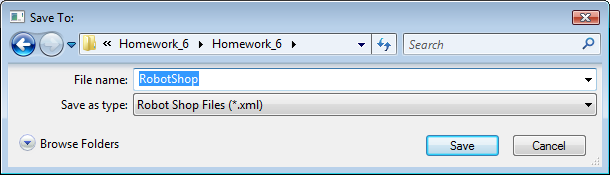 Save To:
« Homework_6 ▸ Homework_6 ▸ Search
File name: RobotShop
Save as type: Robot Shop Files (*.xml)
Browse Folders Save Cancel